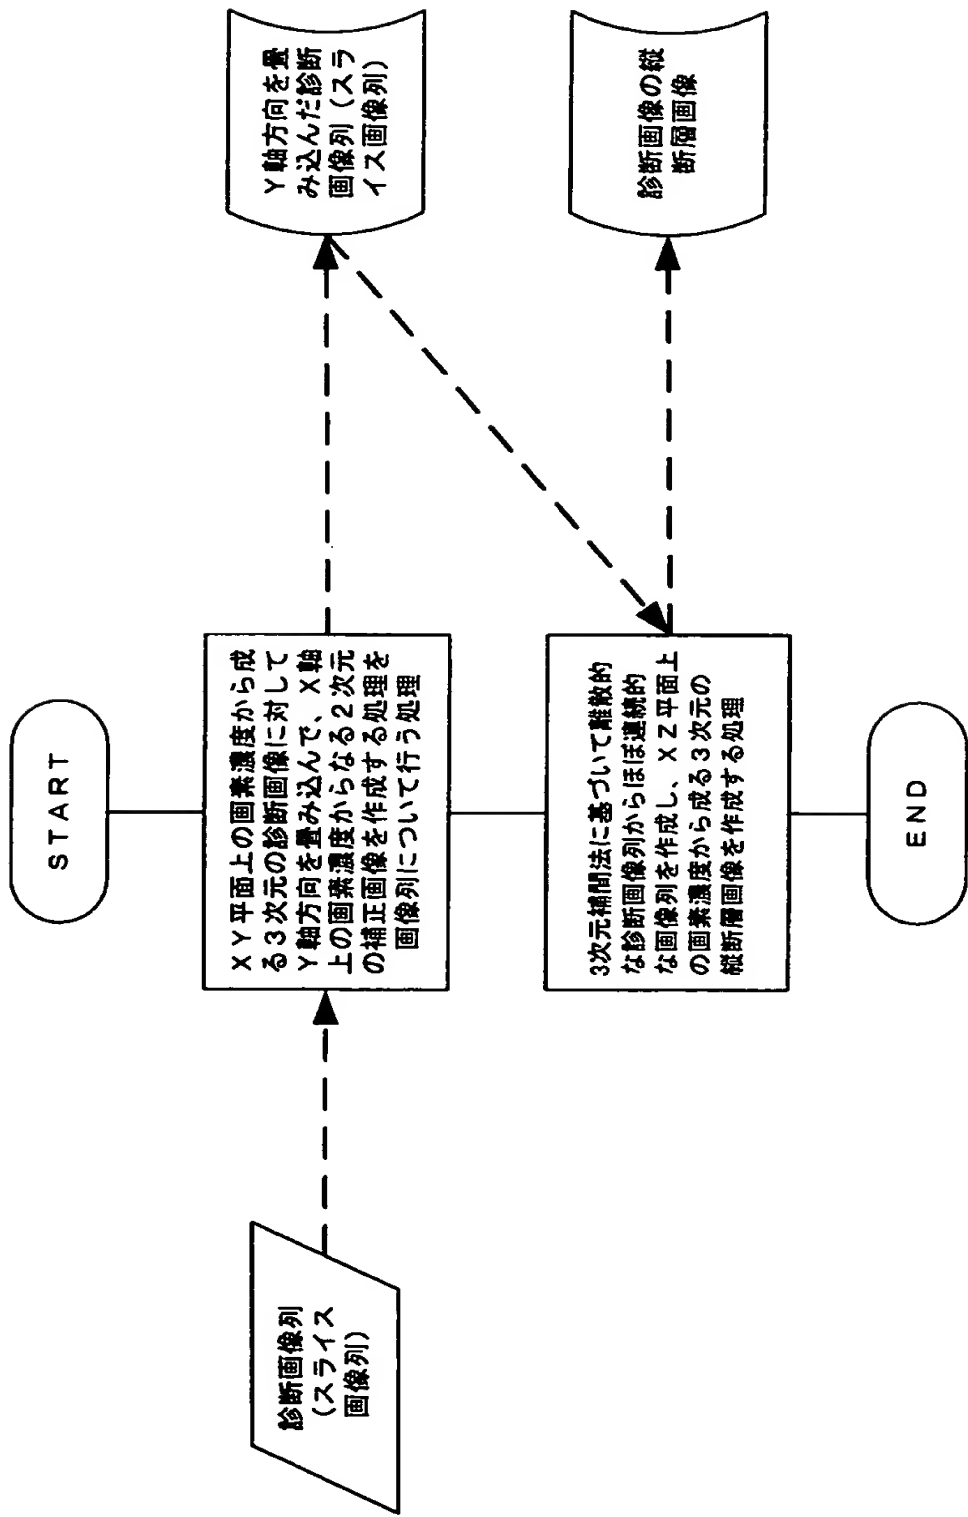 START
診断画像列
(スライス
画像列)
XY平面上の画素濃度から成
る3次元の診断画像に対して
Y軸方向を畳み込んで、X軸
上の画素濃度からなる2次元
の補正画像を作成する処理を
画像列について行う処理
Y軸方向を畳
み込んだ診断
画像列(スラ
イス画像列)
3次元補間法に基づいて離散的
な診断画像列からほぼ連続的
な画像列を作成し、XZ平面上
の画素濃度から成る3次元の
縦断層画像を作成する処理
診断画像の縦
断層画像
END